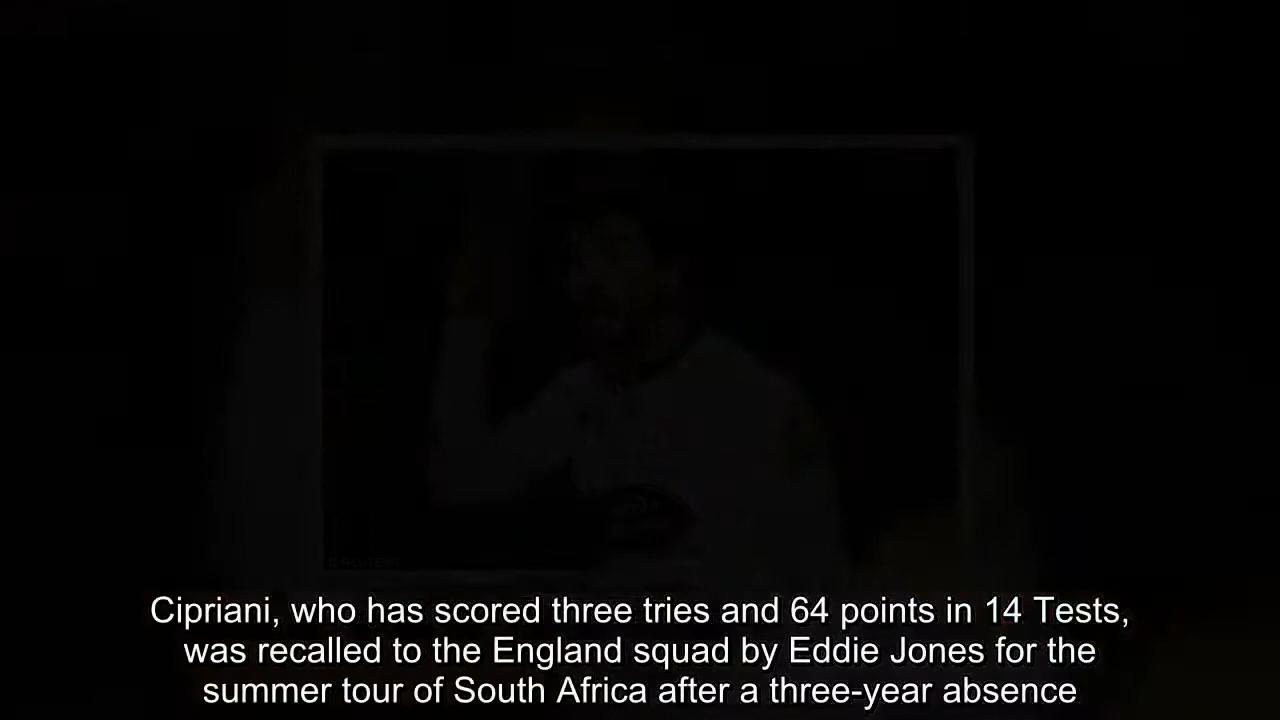 Cipriani, who has scored three tries and 64 points in 14 Tests,
was recalled to the England squad by Eddie Jones for the
summer tour of South Africa after a three-year absence